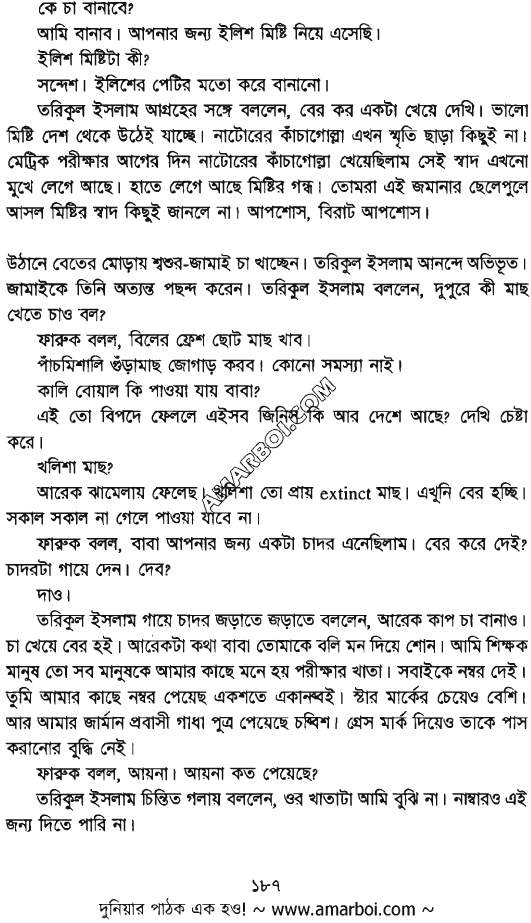 কে চা বানাবে?
আমি বানাব। আপনার জন্য ইলিশ মিষ্টি নিয়ে এসেছি।
ইলিশ মিষ্টিটা কী?
সন্দেশ। ইলিশের পেটির মতো করে বানানো।
তরিকুল ইসলাম আগ্রহের সঙ্গে বললেন, বের কর একটা খেয়ে দেখি। ভালো
মিষ্টি দেশ থেকে উঠেই যাচ্ছে। নাটোরের কাঁচাগোল্লা এখন স্মৃতি ছাড়া কিছুই না।
মেট্রিক পরীক্ষার আগের দিন নাটোরের কাঁচাগোল্লা খেয়েছিলাম সেই স্বাদ এখনো
মুখে লেগে আছে। হাতে লেগে আছে মিষ্টির গন্ধ। তোমরা এই জমানার ছেলেপুলে
আসল মিষ্টির স্বাদ কিছুই জানলে না। আপশোস, বিরাট আপশোস।
উঠানে বেতের মোড়ায় শ্বশুর-জামাই চা খাচ্ছেন। তরিকুল ইসলাম আনন্দে অভিভূত।
জামাইকে তিনি অত্যন্ত পছন্দ করেন। তরিকুল ইসলাম বললেন, দুপুরে কী মাছ
খেতে চাও বল?
ফারুক বলল, বিলের ফ্রেশ ছোট মাছ খাব।
পাঁচমিশালি গুঁড়ামাছ জোগাড় করব। কোনো সমস্যা নাই।
কালি বোয়াল কি পাওয়া যায় বাবা?
এই তো বিপদে ফেললে এইসব জিনিস কি আর দেশে আছে? দেখি চেষ্টা
করে।
খলিশা মাছ?
আরেক ঝামেলায় ফেলেছ। খলিশা তো প্রায় extinct মাছ। এখুনি বের হচ্ছি।
সকাল সকাল না গেলে পাওয়া যাবে না।
ফারুক বলল, বাবা আপনার জন্য একটা চাদর এনেছিলাম। বের করে দেই?
চাদরটা গায়ে দেন। দেব?
দাও।
তরিকুল ইসলাম গায়ে চাদর জড়াতে জড়াতে বললেন, আরেক কাপ চা বানাও।
চা খেয়ে বের হই। আরেকটা কথা বাবা তোমাকে বলি মন দিয়ে শোন। আমি শিক্ষক
মানুষ তো সব মানুষকে আমার কাছে মনে হয় পরীক্ষার খাতা। সবাইকে নম্বর দেই।
তুমি আমার কাছে নম্বর পেয়েছ একশতে একানব্বই। স্টার মার্কের চেয়েও বেশি।
আর আমার জার্মান প্রবাসী গাধা পুত্র পেয়েছে চব্বিশ। গ্রেস মার্ক দিয়েও তাকে পাস
করানোর বুদ্ধি নেই।
ফারুক বলল, আয়না। আয়না কত পেয়েছে?
তরিকুল ইসলাম চিন্তিত গলায় বললেন, ওর খাতাটা আমি বুঝি না। নাম্বারও এই
জন্য দিতে পারি না।
AMARBOI.COM
১৮৭
দুনিয়ার পাঠক এক হও! ~ www.amarboi.com ~